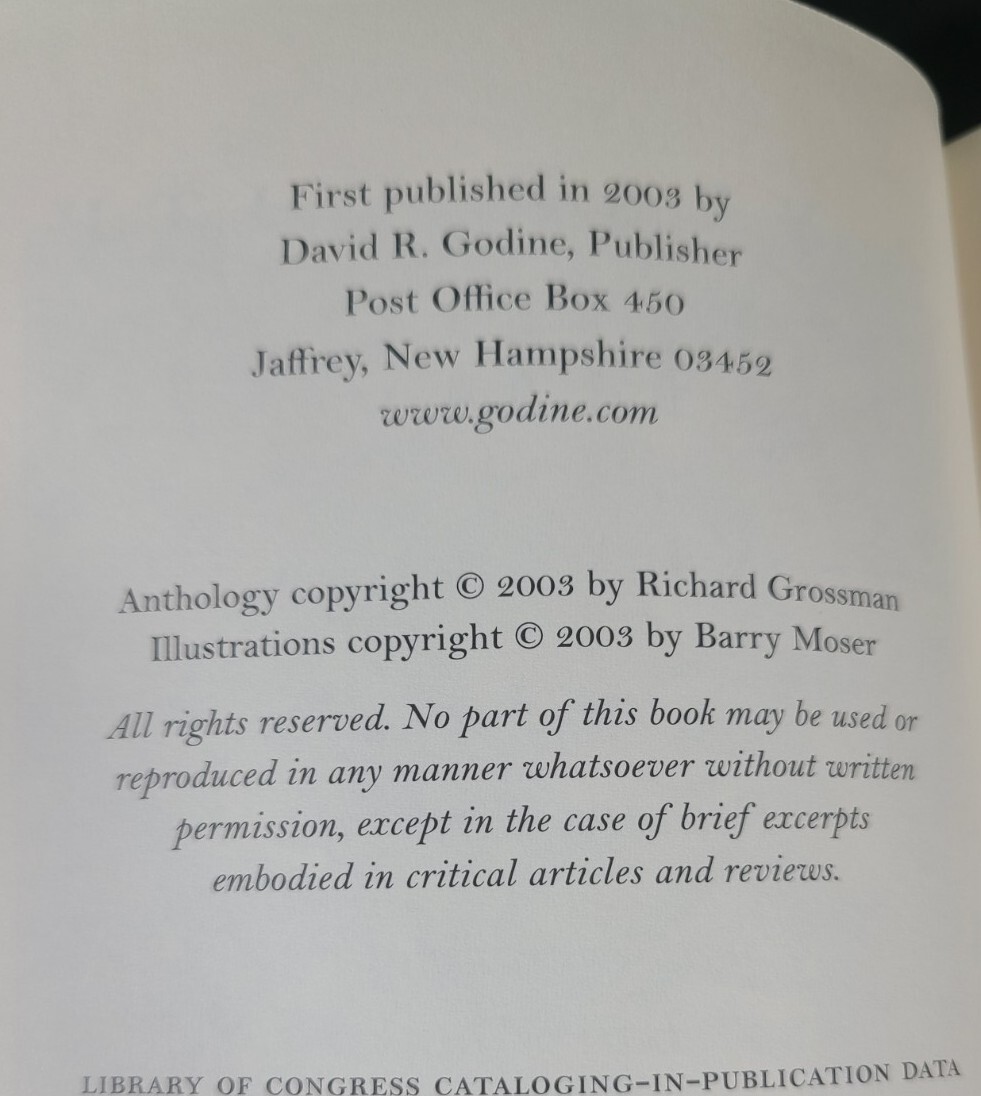 First published in 2003 by
David R. Godine, Publisher
Post Office Box 450
Jaffrey, New Hampshire 03452
www.godine.com
Anthology copyright © 2003 by Richard Grossman
Illustrations copyright © 2003 by Barry Moser
All rights reserved. No part of this book may be used or
reproduced in any manner whatsoever without written
permission, except in the case of brief excerpts
embodied in critical articles and reviews.
LIBRARY OF CONGRESS CATALOGING-IN-PUBLICATION DATA